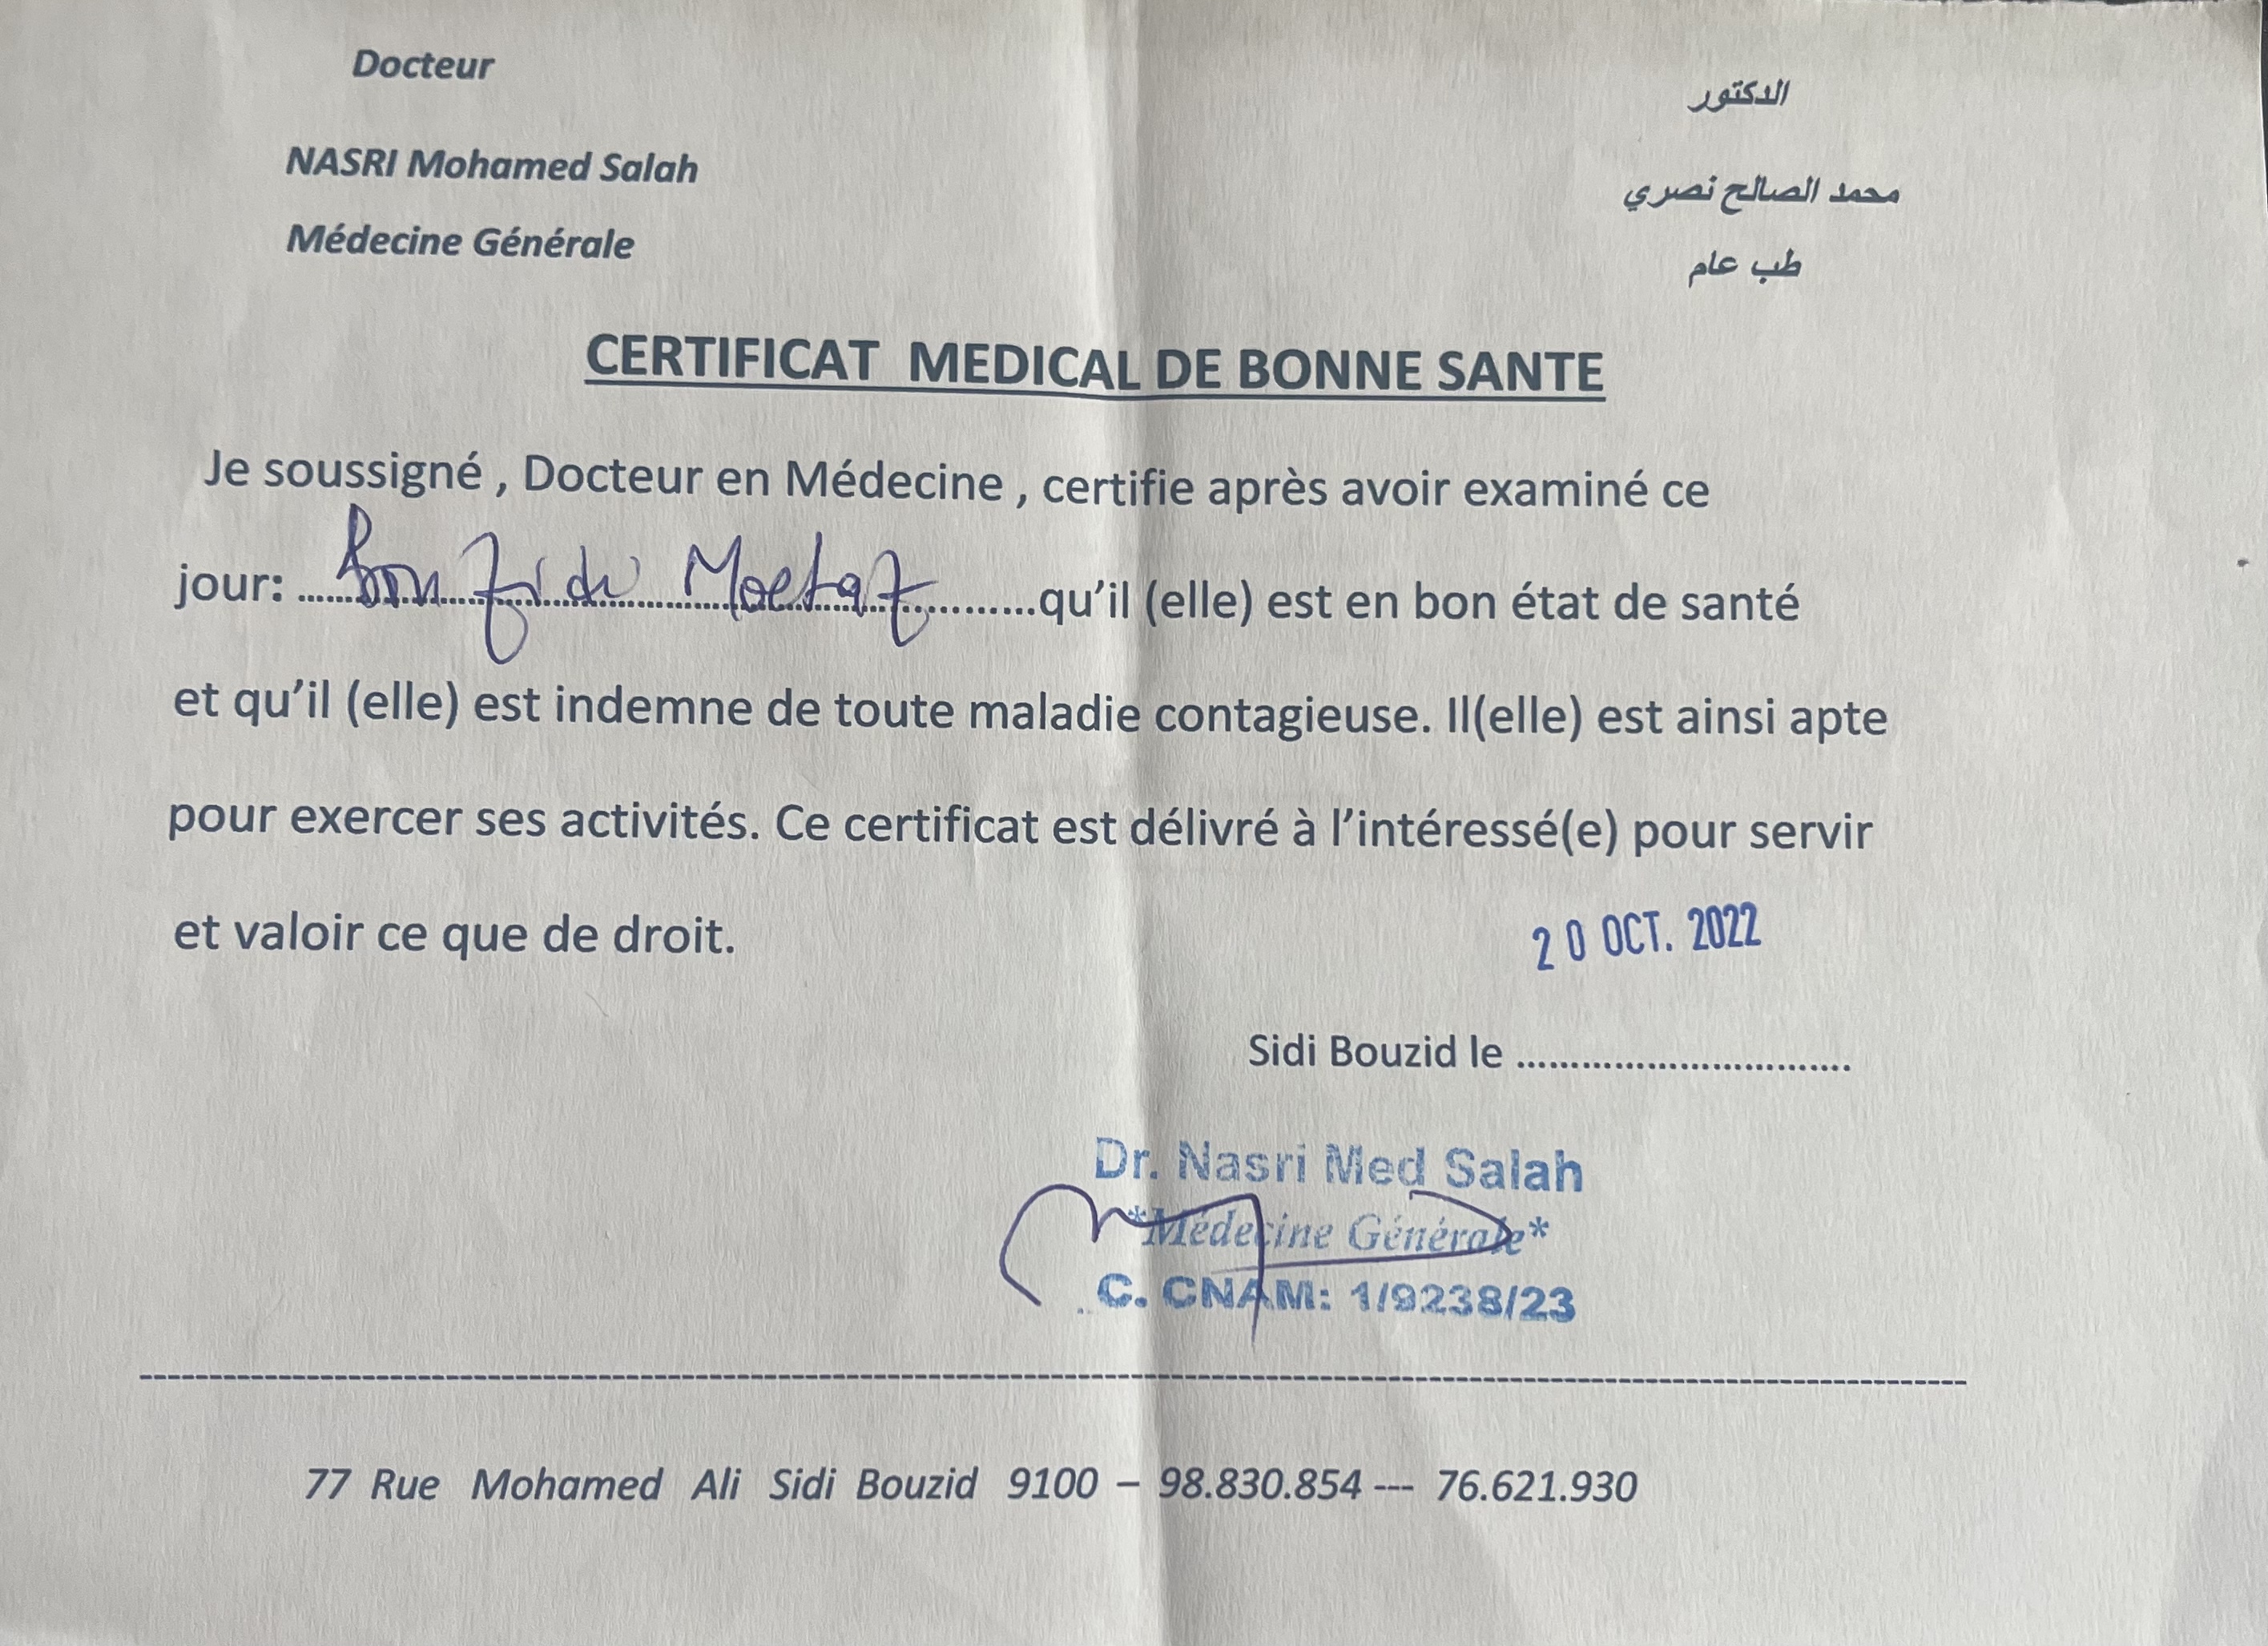 Docteur
NASRI Mohamed Salah
Médecine Générale
الدكتور
محمد الصالح نصري
طب عام
CERTIFICAT MEDICAL DE BONNE SANTE
Je soussigné , Docteur en Médecine , certifie après avoir examiné ce
jour: ..... Bouzidi Moetaz .....qu’il (elle) est en bon état de santé
et qu’il (elle) est indemne de toute maladie contagieuse. Il(elle) est ainsi apte
pour exercer ses activités. Ce certificat est délivré à l’intéressé(e) pour servir
et valoir ce que de droit.
20 OCT. 2022
Sidi Bouzid le ................................
Dr. Nasri Med Salah
*Médecine Générale*
C. CNAM: 1/9238/23
77 Rue Mohamed Ali Sidi Bouzid 9100 – 98.830.854 --- 76.621.930